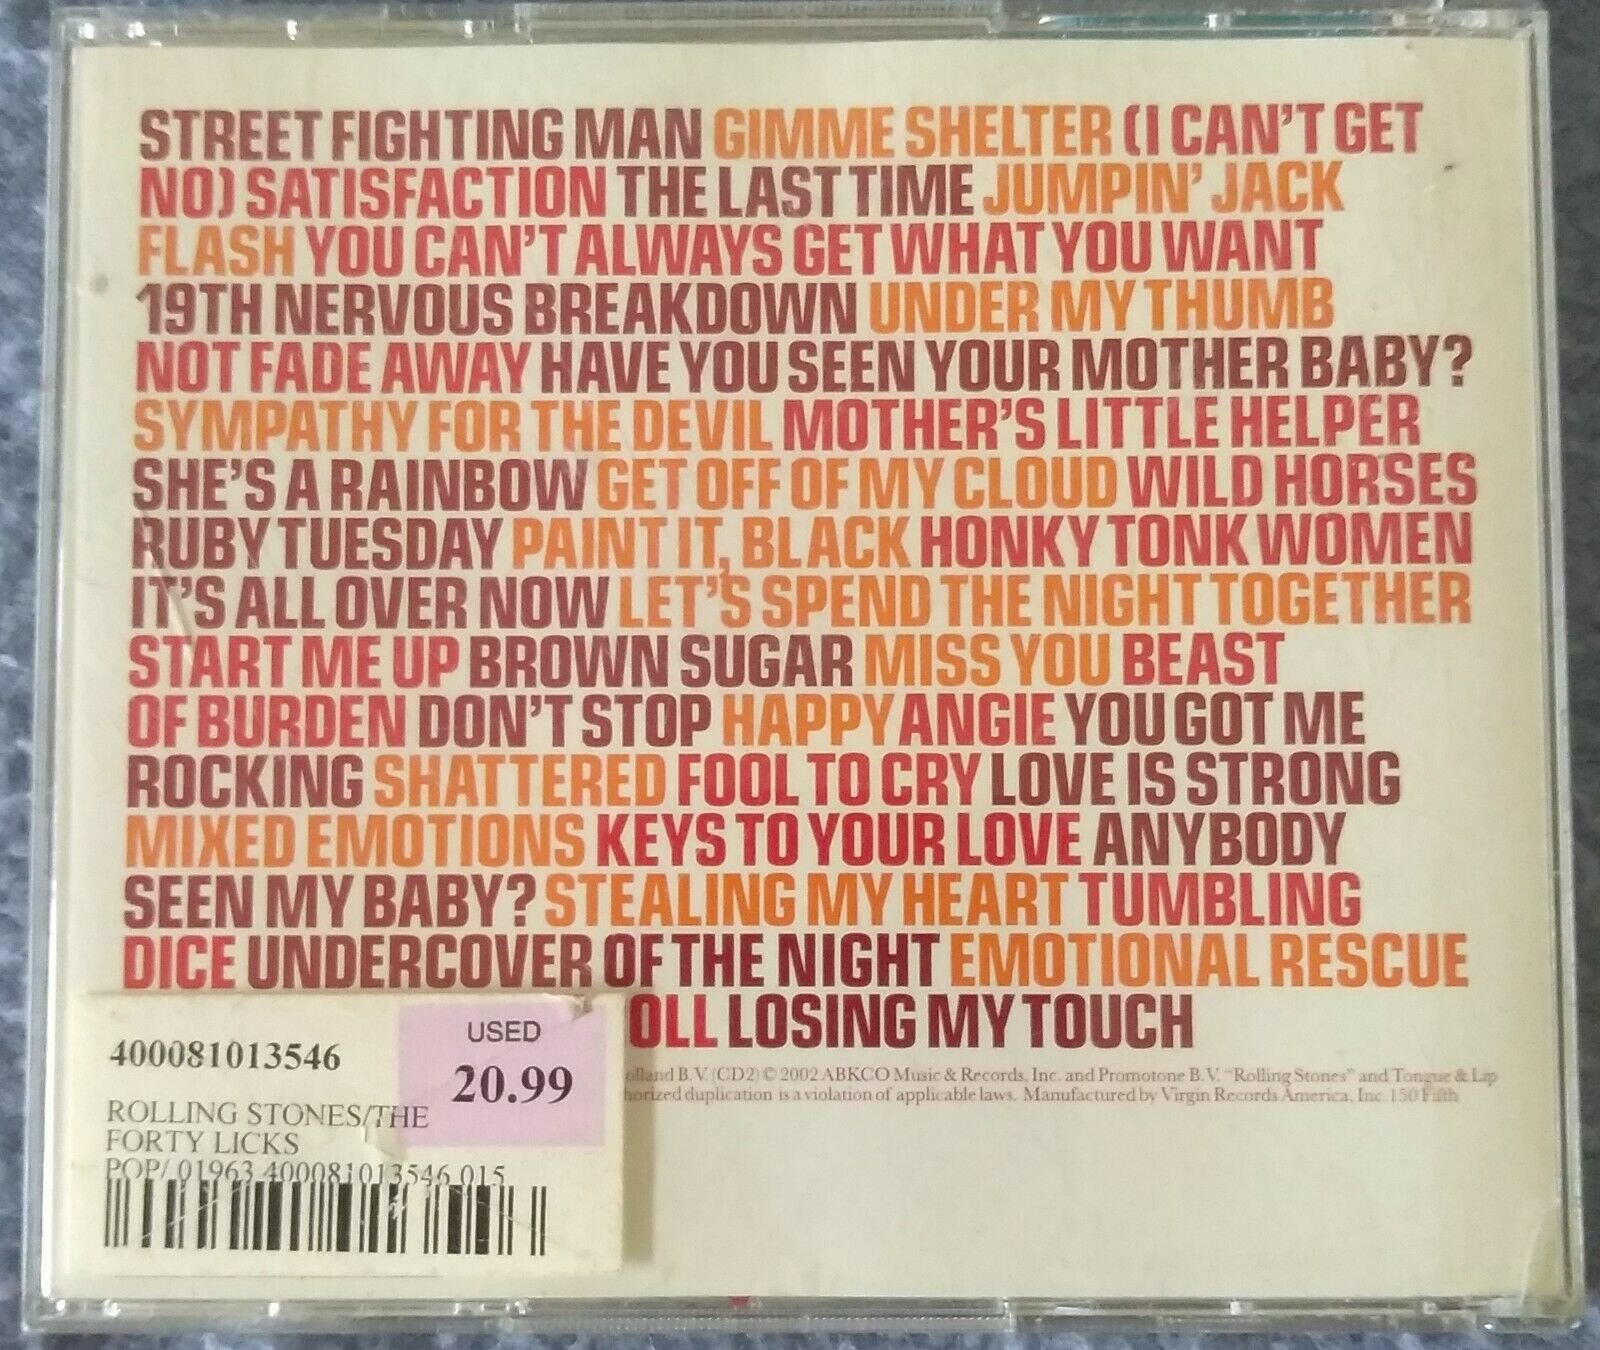 STREET FIGHTING MAN GIMME SHELTER (I CAN'T GET
NO) SATISFACTION THE LAST TIME JUMPIN' JACK
FLASH YOU CAN'T ALWAYS GET WHAT YOU WANT
19TH NERVOUS BREAKDOWN UNDER MY THUMB
NOT FADE AWAY HAVE YOU SEEN YOUR MOTHER BABY?
SYMPATHY FOR THE DEVIL MOTHER'S LITTLE HELPER
SHE'S A RAINBOW GET OFF OF MY CLOUD WILD HORSES
RUBY TUESDAY PAINT IT, BLACK HONKY TONK WOMEN
IT'S ALL OVER NOW LET'S SPEND THE NIGHT TOGETHER
START ME UP BROWN SUGAR MISS YOU BEAST
OF BURDEN DON'T STOP HAPPY ANGIE YOU GOT ME
ROCKING SHATTERED FOOL TO CRY LOVE IS STRONG
MIXED EMOTIONS KEYS TO YOUR LOVE ANYBODY
SEEN MY BABY? STEALING MY HEART TUMBLING
DICE UNDERCOVER OF THE NIGHT EMOTIONAL RESCUE
OLL LOSING MY TOUCH
olland B.V. (CD2) © 2002 ABKCO Music & Records, Inc. and Promotone B.V. "Rolling Stones" and Tongue & Lip
horized duplication is a violation of applicable laws. Manufactured by Virgin Records America, Inc. 150 Fifth
USED
400081013546
20.99
ROLLING STONES/THE
FORTY LICKS
POP/ 01963 400081013546 015